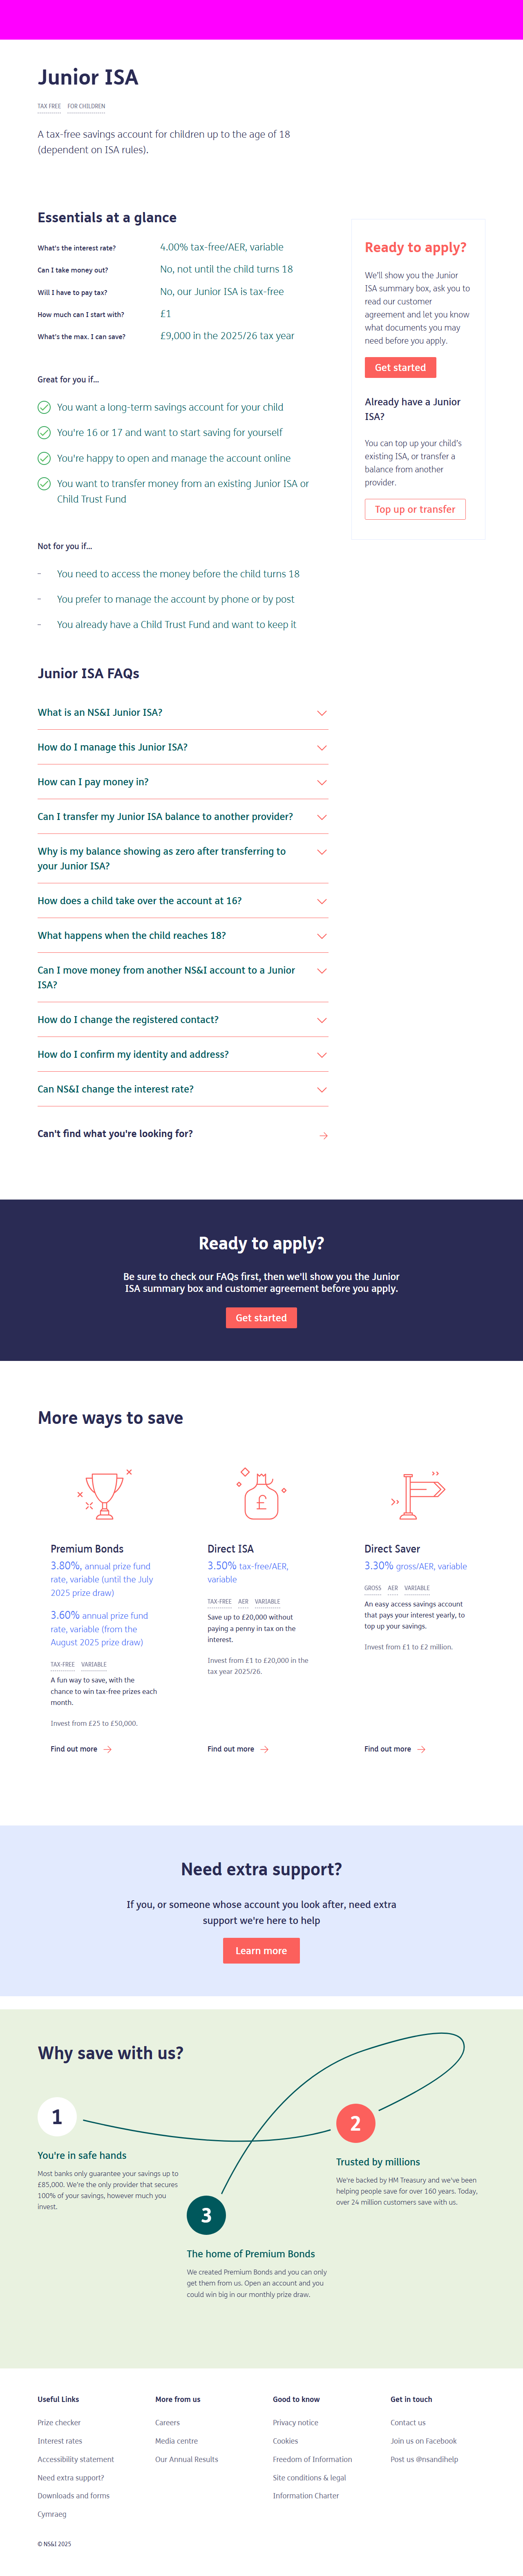 Junior ISA
TAX FREE FOR CHILDREN
A tax-free savings account for children up to the age of 18
(dependent on ISA rules).
Essentials at a glance
What's the interest rate? 4.00% tax-free/AER, variable
Can I take money out? No, not until the child turns 18
Will I have to pay tax? No, our Junior ISA is tax-free
How much can I start with? £1
What's the max. I can save? £9,000 in the 2025/26 tax year
Great for you if...
You want a long-term savings account for your child
You're 16 or 17 and want to start saving for yourself
You're happy to open and manage the account online
You want to transfer money from an existing Junior ISA or
Child Trust Fund
Not for you if...
– You need to access the money before the child turns 18
– You prefer to manage the account by phone or by post
– You already have a Child Trust Fund and want to keep it
Ready to apply?
We'll show you the Junior
ISA summary box, ask you to
read our customer
agreement and let you know
what documents you may
need before you apply.
Get started
Already have a Junior
ISA?
You can top up your child's
existing ISA, or transfer a
balance from another
provider.
Top up or transfer
Junior ISA FAQs
What is an NS&I Junior ISA?
How do I manage this Junior ISA?
How can I pay money in?
Can I transfer my Junior ISA balance to another provider?
Why is my balance showing as zero after transferring to
your Junior ISA?
How does a child take over the account at 16?
What happens when the child reaches 18?
Can I move money from another NS&I account to a Junior
ISA?
How do I change the registered contact?
How do I confirm my identity and address?
Can NS&I change the interest rate?
Can't find what you're looking for?
Ready to apply?
Be sure to check our FAQs first, then we'll show you the Junior
ISA summary box and customer agreement before you apply.
Get started
More ways to save
Premium Bonds
3.80%, annual prize fund
rate, variable (until the July
2025 prize draw)
3.60% annual prize fund
rate, variable (from the
August 2025 prize draw)
TAX-FREE VARIABLE
A fun way to save, with the
chance to win tax-free prizes each
month.
Invest from £25 to £50,000.
Find out more
Direct ISA
3.50% tax-free/AER,
variable
TAX-FREE AER VARIABLE
Save up to £20,000 without
paying a penny in tax on the
interest.
Invest from £1 to £20,000 in the
tax year 2025/26.
Find out more
Direct Saver
3.30% gross/AER, variable
GROSS AER VARIABLE
An easy access savings account
that pays your interest yearly, to
top up your savings.
Invest from £1 to £2 million.
Find out more
Need extra support?
If you, or someone whose account you look after, need extra
support we're here to help
Learn more
Why save with us?
1
You're in safe hands
Most banks only guarantee your savings up to
£85,000. We're the only provider that secures
100% of your savings, however much you
invest.
2
Trusted by millions
We're backed by HM Treasury and we've been
helping people save for over 160 years. Today,
over 24 million customers save with us.
3
The home of Premium Bonds
We created Premium Bonds and you can only
get them from us. Open an account and you
could win big in our monthly prize draw.
Useful Links
Prize checker
Interest rates
Accessibility statement
Need extra support?
Downloads and forms
Cymraeg
More from us
Careers
Media centre
Our Annual Results
Good to know
Privacy notice
Cookies
Freedom of Information
Site conditions & legal
Information Charter
Get in touch
Contact us
Join us on Facebook
Post us @nsandihelp
© NS&I 2025